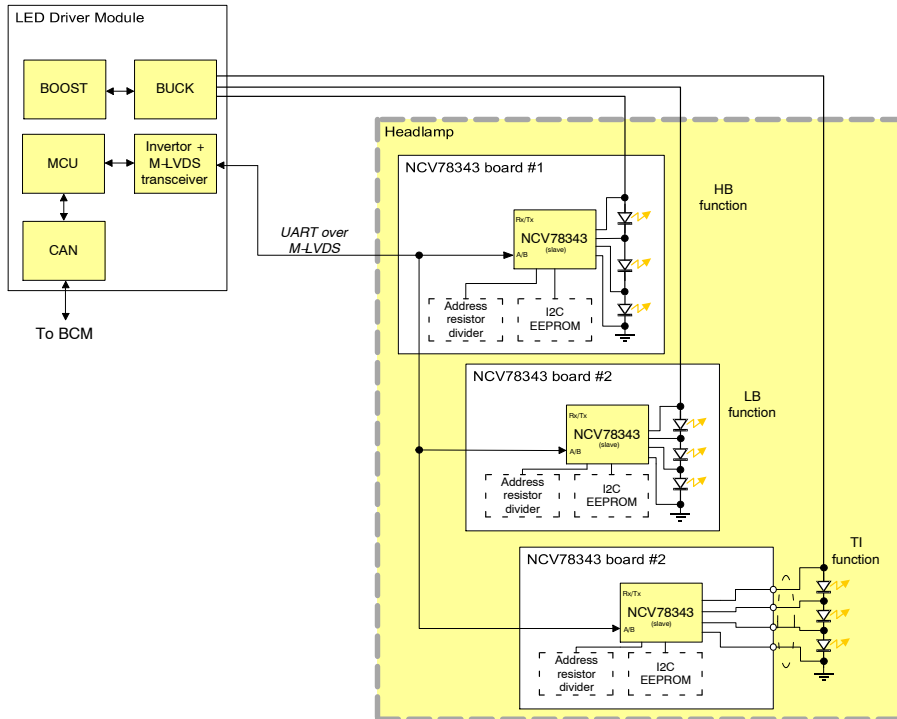 LED Driver Module
BOOST
BUCK
MCU
Invertor +
M-LVDS
transceiver
CAN
To BCM
UART over
M-LVDS
Headlamp
NCV78343 board #1
HB
function
Rx/Tx
NCV78343
(slave)
A/B
Address
resistor
divider
I2C
EEPROM
NCV78343 board #2
LB
function
Rx/Tx
NCV78343
(slave)
A/B
Address
resistor
divider
I2C
EEPROM
NCV78343 board #2
TI
function
Rx/Tx
NCV78343
(slave)
A/B
Address
resistor
divider
I2C
EEPROM